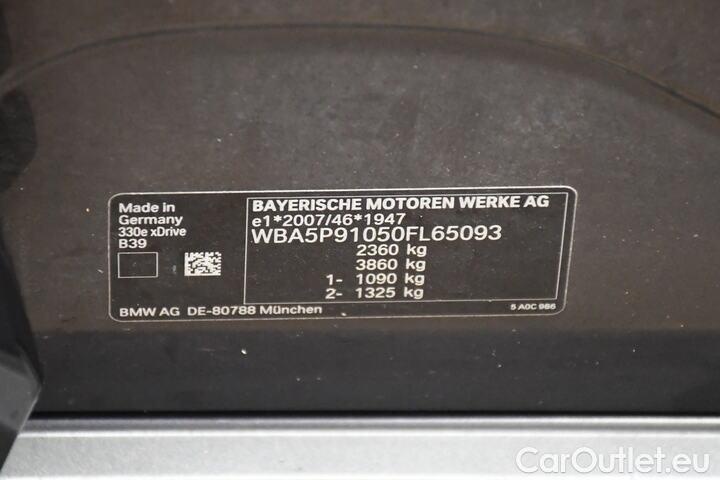 Made in
Germany
330e xDrive
B39
BAYERISCHE MOTOREN WERKE AG
e1*2007/46*1947
WBA5P91050FL65093
2360 kg
3860 kg
1- 1090 kg
2- 1325 kg
BMW AG DE-80788 München
5 A0C 986
CarOutlet.eu